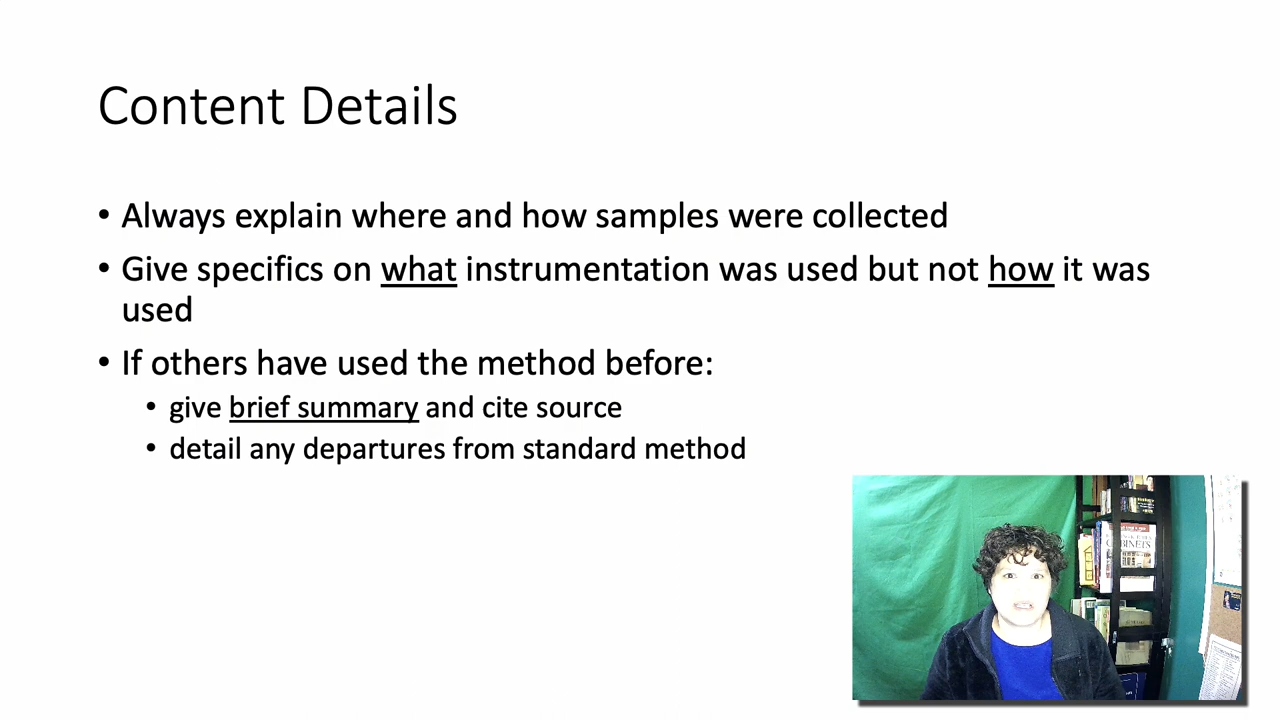 Content Details
• Always explain where and how samples were collected
• Give specifics on what instrumentation was used but not how it was
used
• If others have used the method before:
• give brief summary and cite source
• detail any departures from standard method